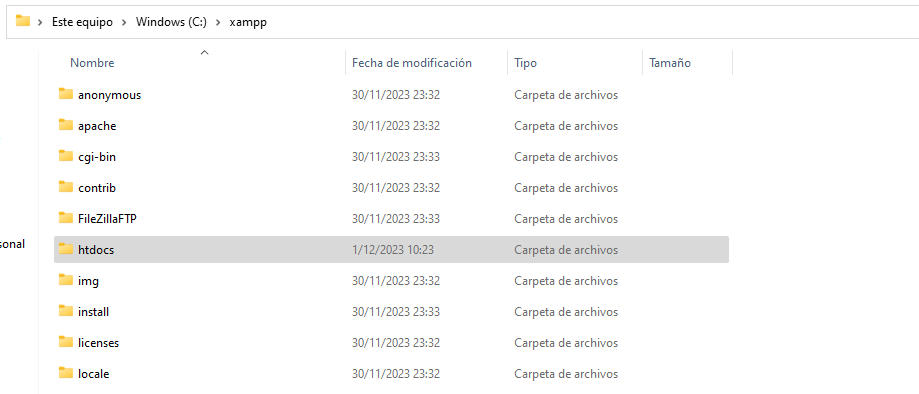 Este equipo > Windows (C:) > xampp
Nombre Fecha de modificación Tipo Tamaño
anonymous 30/11/2023 23:32 Carpeta de archivos
apache 30/11/2023 23:32 Carpeta de archivos
cgi-bin 30/11/2023 23:33 Carpeta de archivos
contrib 30/11/2023 23:32 Carpeta de archivos
FileZillaFTP 30/11/2023 23:33 Carpeta de archivos
sonal htdocs 1/12/2023 10:23 Carpeta de archivos
img 30/11/2023 23:32 Carpeta de archivos
install 30/11/2023 23:33 Carpeta de archivos
licenses 30/11/2023 23:32 Carpeta de archivos
locale 30/11/2023 23:32 Carpeta de archivos